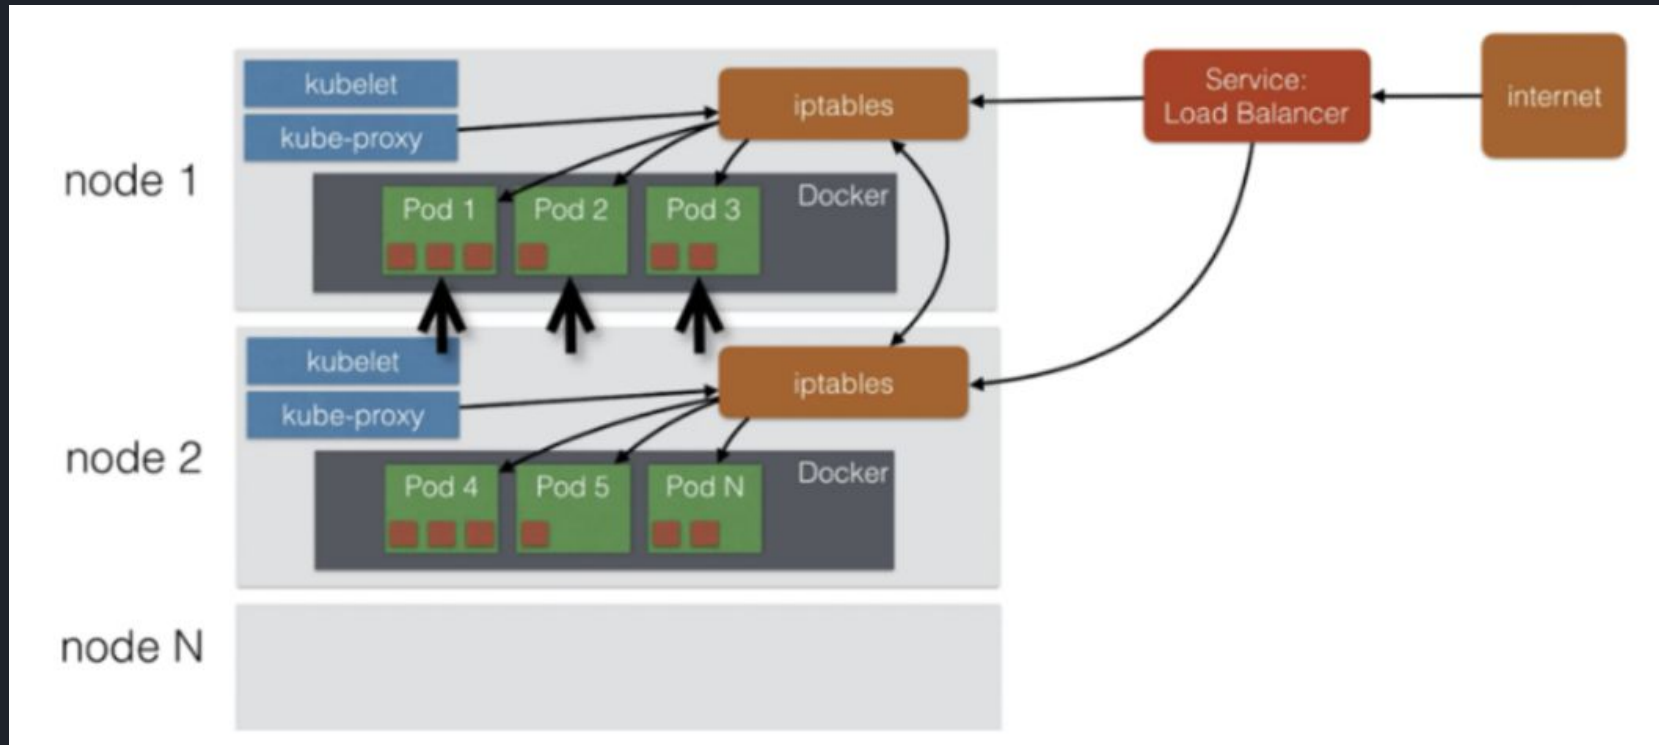 kubelet
kube-proxy
iptables
Service:
Load Balancer
internet
node 1
Pod 1
Pod 2
Pod 3
Docker
kubelet
kube-proxy
iptables
node 2
Pod 4
Pod 5
Pod N
Docker
node N